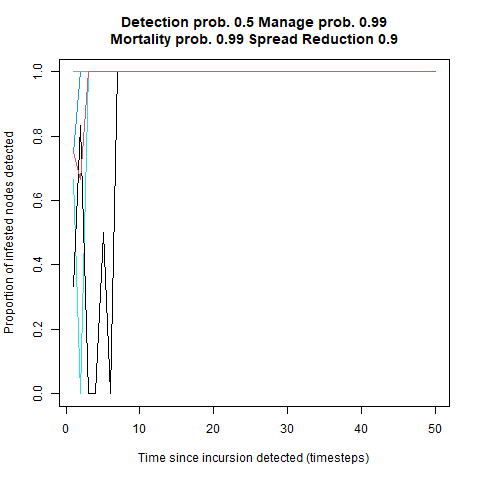 Detection prob. 0.5 Manage prob. 0.99
Mortality prob. 0.99 Spread Reduction 0.9
Proportion of infested nodes detected
1.0
0.8
0.6
0.4
0.2
0.0
0 10 20 30 40 50
Time since incursion detected (timesteps)